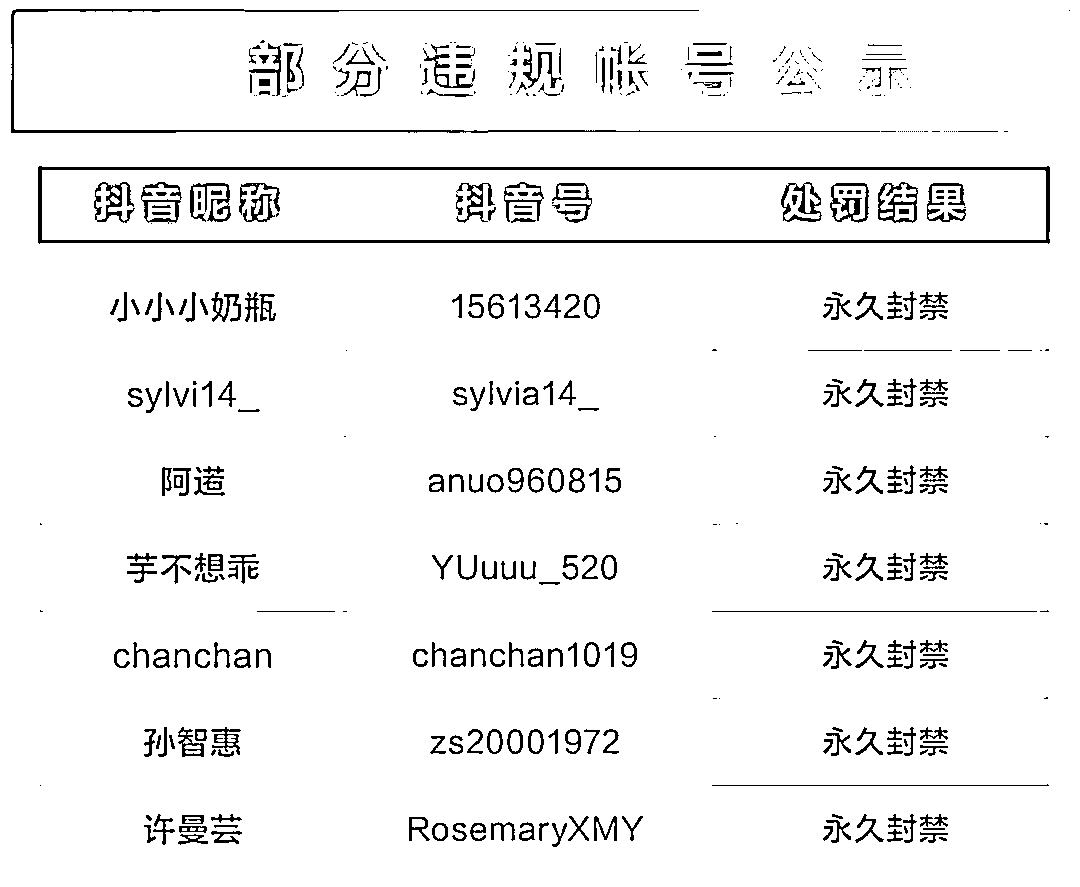 部分违规帐号公示
抖音昵称 抖音号 处罚结果
小小小奶瓶 15613420 永久封禁
sylvi14_ sylvia14_ 永久封禁
阿逽 anuo960815 永久封禁
芋不想乖 YUuuu_520 永久封禁
chanchan chanchan1019 永久封禁
孙智惠 zs20001972 永久封禁
许曼芸 RosemaryXMY 永久封禁